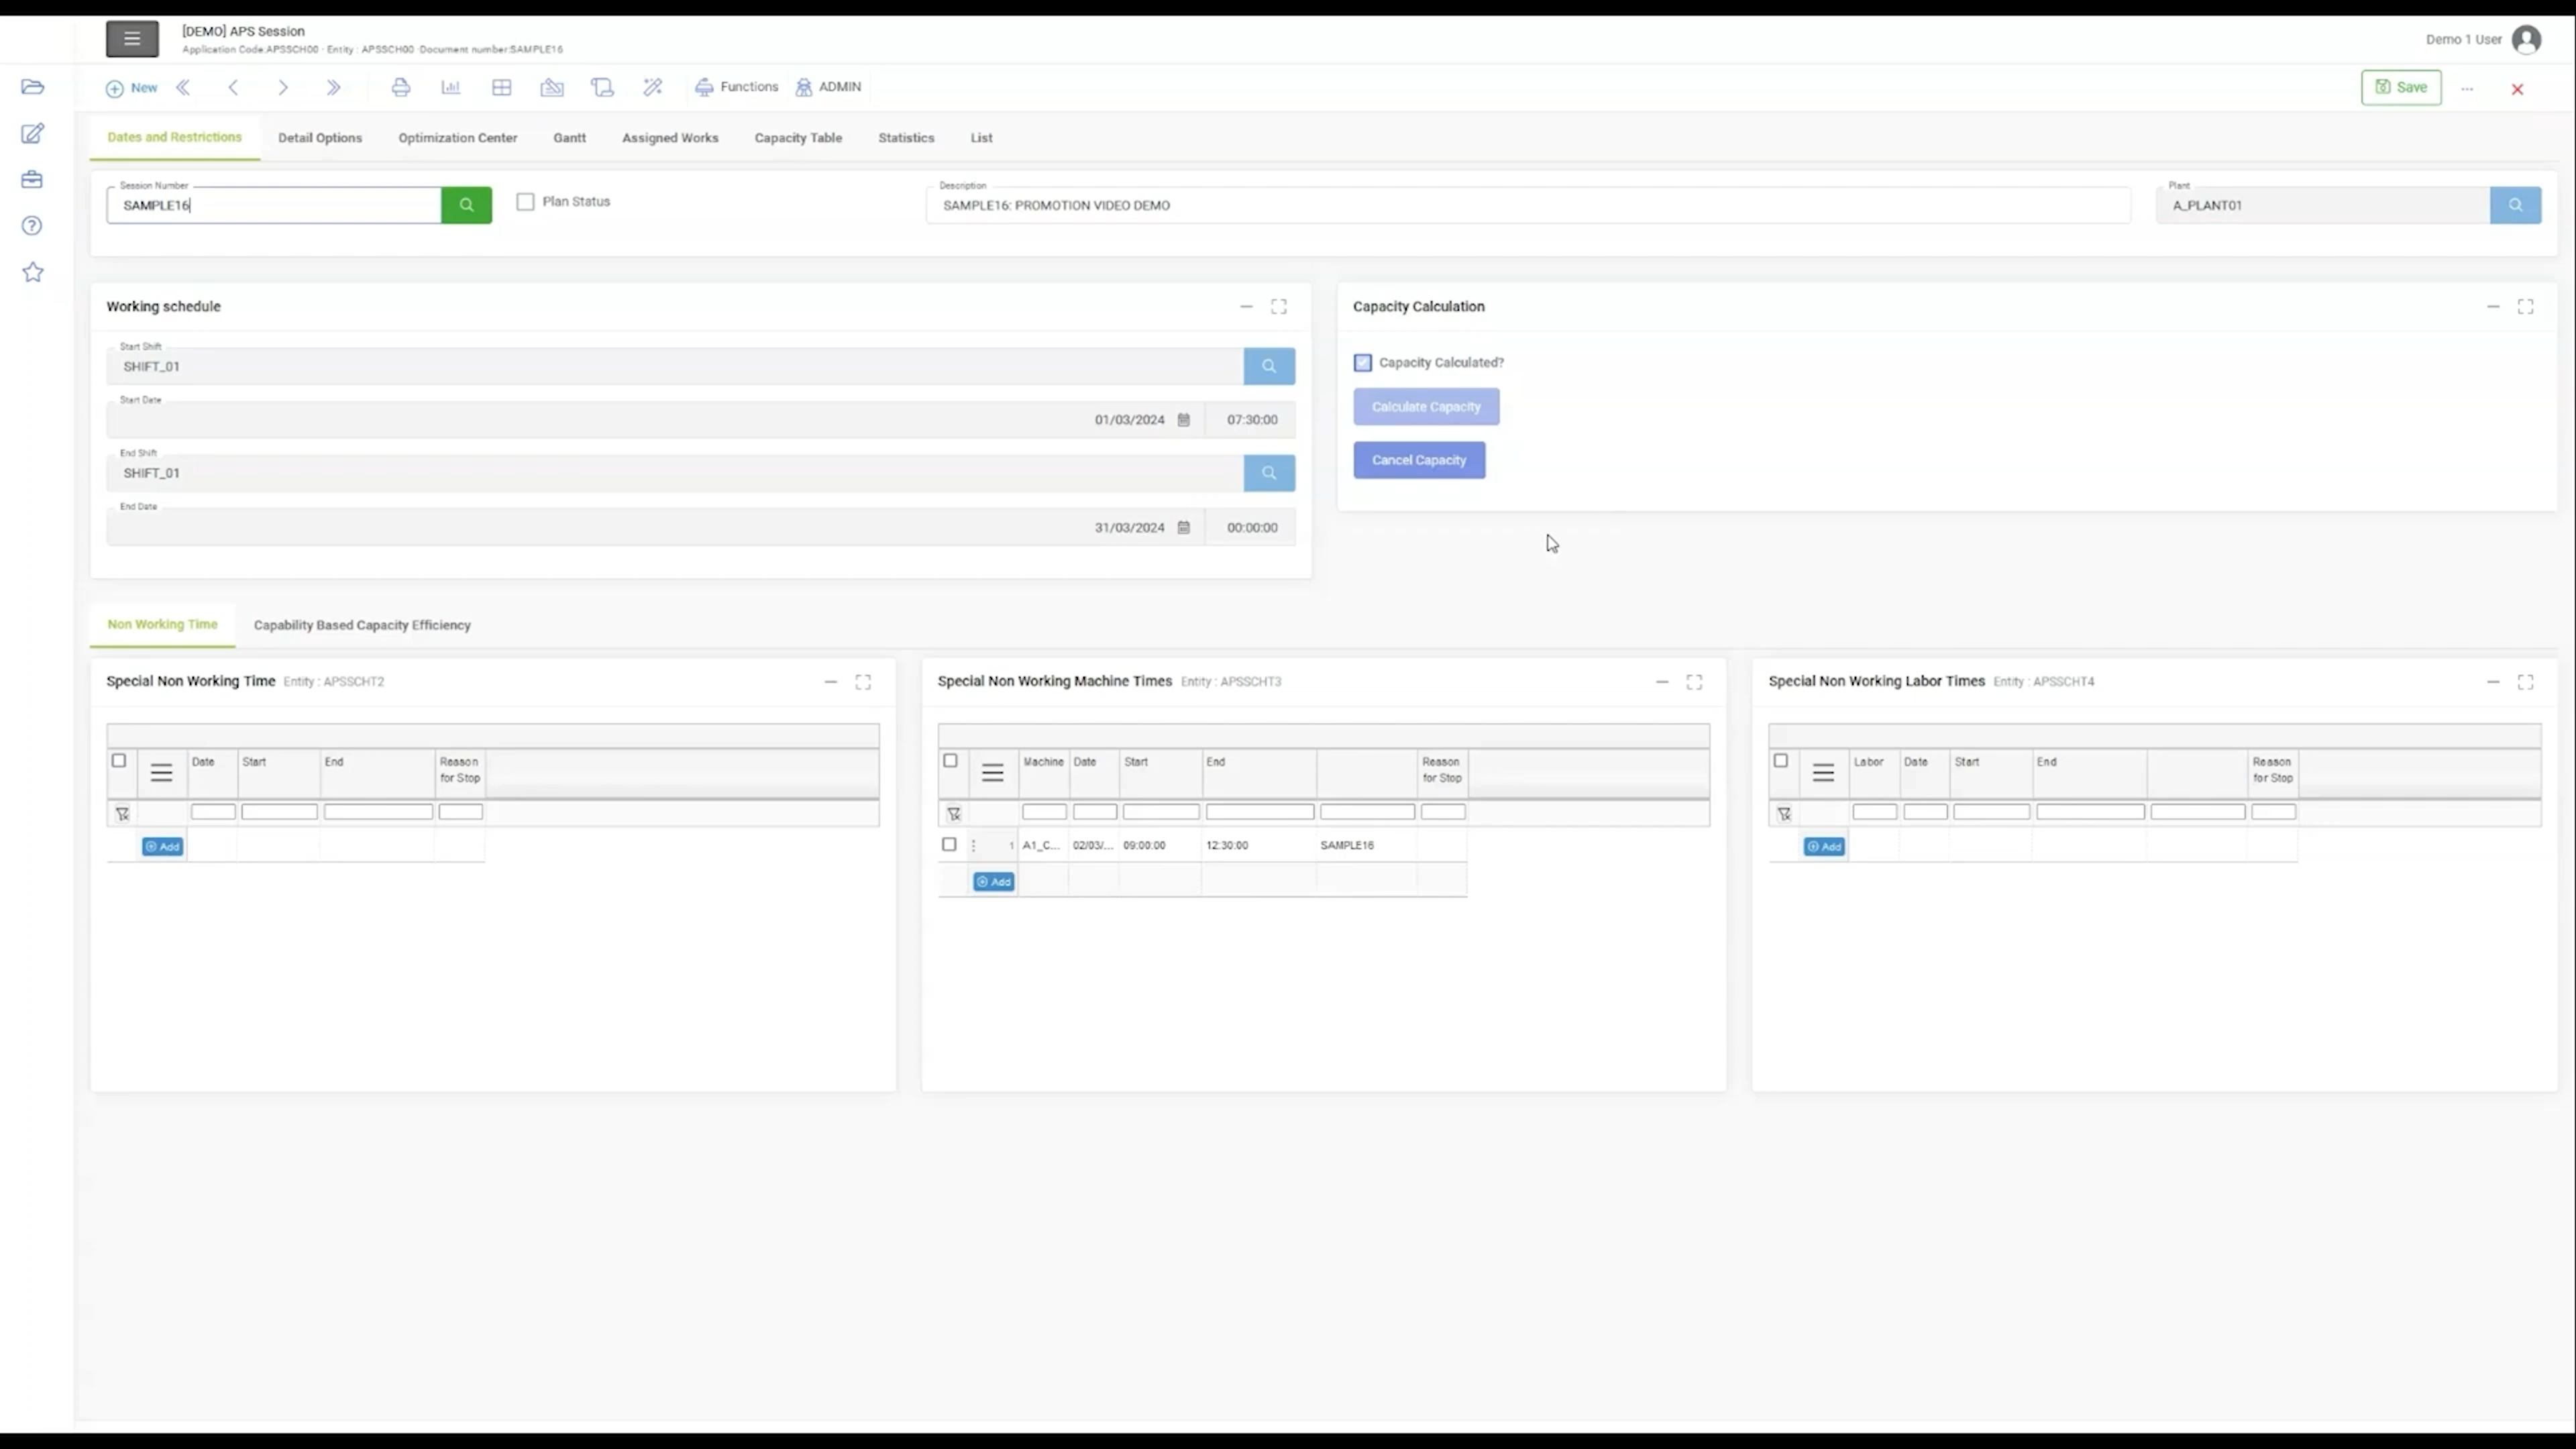 [DEMO] APS Session
Application Code:APSSCH00 · Entity : APSSCH00 ·Document number:SAMPLE16
Demo 1 User
New
Functions
ADMIN
Save
Dates and Restrictions
Detail Options
Optimization Center
Gantt
Assigned Works
Capacity Table
Statistics
List
Session Number
SAMPLE16
Plan Status
Description
SAMPLE16: PROMOTION VIDEO DEMO
Plant
A_PLANT01
Working schedule
Start Shift
SHIFT_01
Start Date
01/03/2024 07:30:00
End Shift
SHIFT_01
End Date
31/03/2024 00:00:00
Capacity Calculation
Capacity Calculated?
Calculate Capacity
Cancel Capacity
Non Working Time
Capability Based Capacity Efficiency
Special Non Working Time Entity : APSSCHT2
Date Start End Reason for Stop
Add
Special Non Working Machine Times Entity : APSSCHT3
Machine Date Start End Reason for Stop
1 A1_C... 02/03/... 09:00:00 12:30:00 SAMPLE16
Add
Special Non Working Labor Times Entity : APSSCHT4
Labor Date Start End Reason for Stop
Add